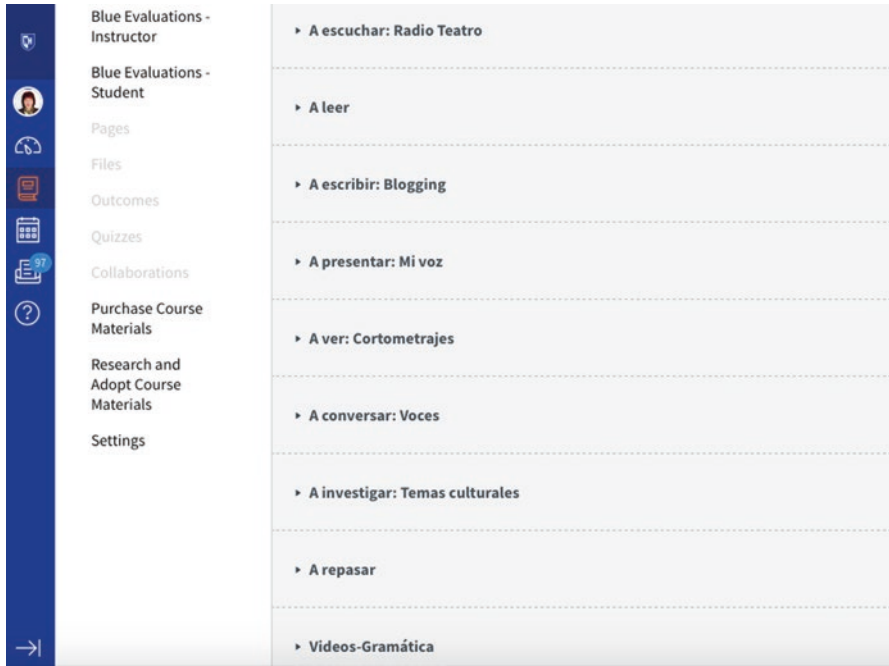 Blue Evaluations -
Instructor
Blue Evaluations -
Student
Pages
Files
Outcomes
Quizzes
Collaborations
Purchase Course
Materials
Research and
Adopt Course
Materials
Settings
97
A escuchar: Radio Teatro
A leer
A escribir: Blogging
A presentar: Mi voz
A ver: Cortometrajes
A conversar: Voces
A investigar: Temas culturales
A repasar
Videos-Gramática